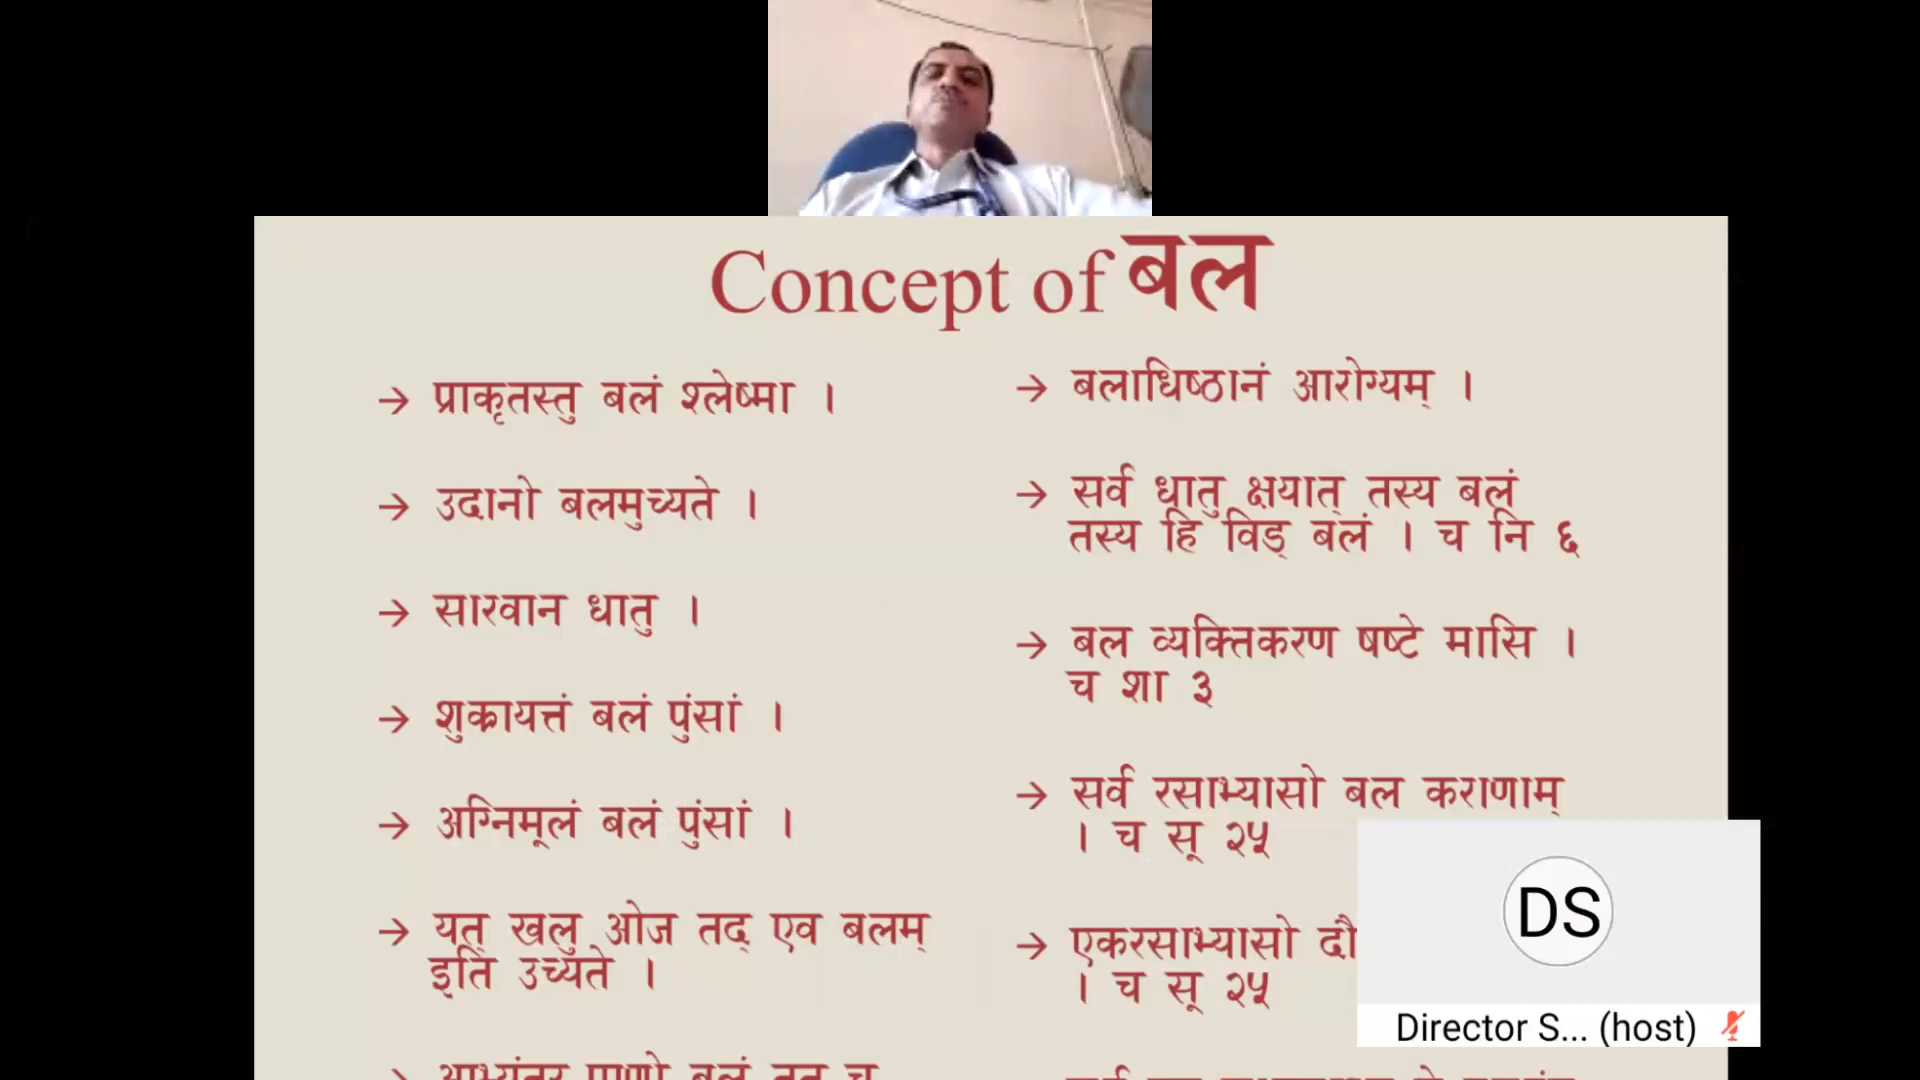 Concept of बल
→ प्राकृतस्तु बलं श्लेष्मा ।
→ उदानो बलमुच्यते ।
→ सारवान धातु ।
→ शुक्रायत्तं बलं पुंसां ।
→ अग्निमूलं बलं पुंसां ।
→ यत् खलु ओज तद् एव बलम्
इति उच्यते ।
→ बलाधिष्ठानं आरोग्यम् ।
→ सर्व धातु क्षयात् तस्य बलं
तस्य हि विड् बलं । च नि ६
→ बल व्यक्तिकरण षष्टे मासि ।
च शा ३
→ सर्व रसाभ्यासो बल कराणाम्
। च सू २५
→ एकरसाभ्यासो
। च सू २५
DS
Director S... (host)